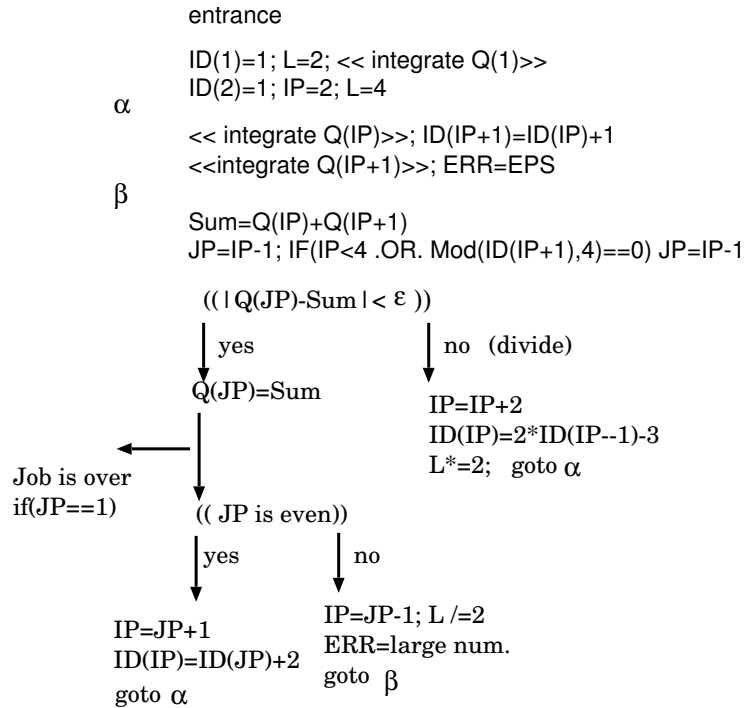 entrance
ID(1)=1; L=2; << integrate Q(1)>>
ID(2)=1; IP=2; L=4
α
<< integrate Q(IP)>>; ID(IP+1)=ID(IP)+1
<<integrate Q(IP+1)>>; ERR=EPS
β
Sum=Q(IP)+Q(IP+1)
JP=IP-1; IF(IP<4 .OR. Mod(ID(IP+1),4)==0) JP=IP-1
((|Q(JP)-Sum|< ε ))
yes
no (divide)
Q(JP)=Sum
IP=IP+2
ID(IP)=2*ID(IP--1)-3
L*=2; goto α
Job is over
if(JP==1)
(( JP is even))
yes
no
IP=JP+1
ID(IP)=ID(JP)+2
goto α
IP=JP-1; L /=2
ERR=large num.
goto β